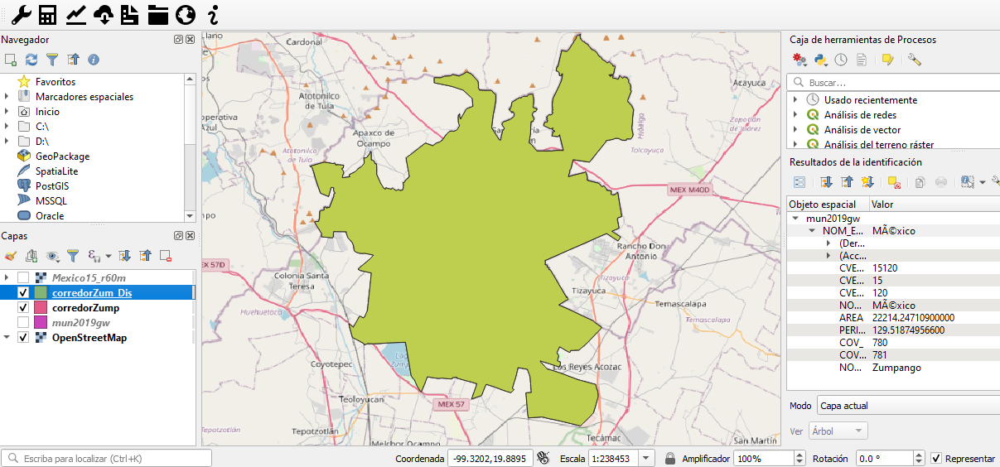 Navegador
Favoritos
Marcadores espaciales
Inicio
C:\
D:\
GeoPackage
SpatiaLite
PostGIS
MSSQL
Oracle
Capas
Mexico15_r60m
corredorZum_Dis
corredorZump
mun2019gw
OpenStreetMap
Cardonal
Acayuca
Atotonilco
de Tula
Apaxco de
Ocampo
Zapotlán
de Juárez
Hidalgo
Tolcayuca
Atotonilco
de Tula
MEX M40D
Rancho Don
Antonio
EX 57D
Colonia Santa
Teresa
Tizayuca
Tizayuca
Temascalapa
Temascalapa
Huehuetoca
Coyotepec
Los Reyes Acozac
Teoloyucan
MEX 57
Tepotzotlán
Tepotzotlán
Tecámac
San Martín
Melchor Ocampo
Caja de herramientas de Procesos
Buscar...
Usado recientemente
Análisis de redes
Análisis de vector
Análisis del terreno ráster
Resultados de la identificación
Objeto espacial Valor
mun2019gw
NOM_E... MÃ©xico
(Der...
(Acc...
CVE... 15120
CVE... 15
CVE... 120
NO... MÃ©xico
AREA 22214.24710900000
PERI... 129.51874956600
COV_ 780
COV... 781
NO... Zumpango
Modo Capa actual
Ver Árbol
Escriba para localizar (Ctrl+K)
Coordenada -99.3202,19.8895 Escala 1:238453 Amplificador 100% Rotación 0.0 ° Representar